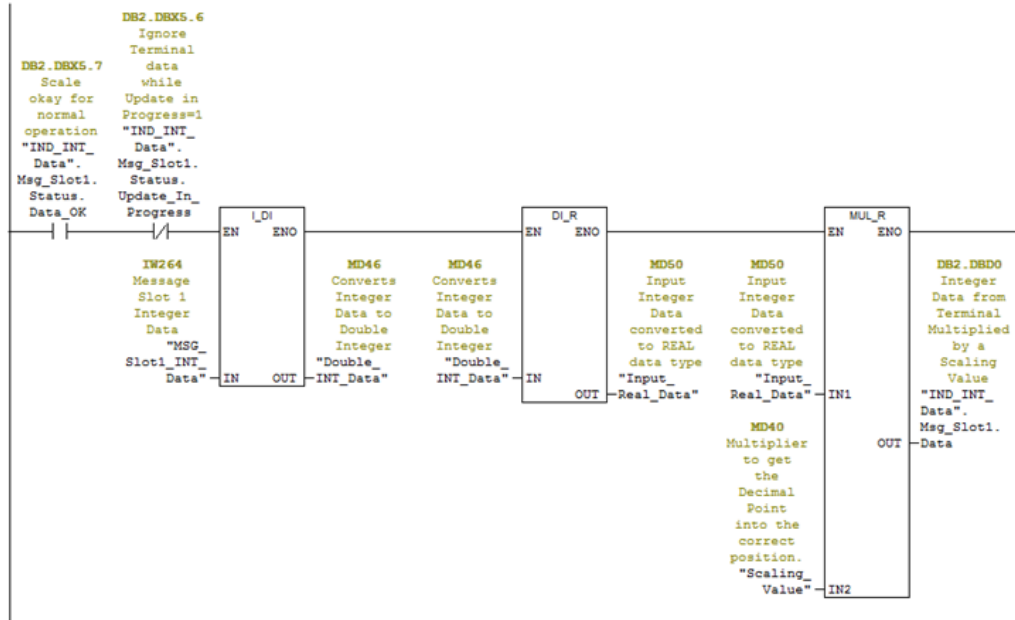 DB2.DBX5.7
Scale
okay for
normal
operation
"IND_INT_
Data".
Msg_Slot1.
Status.
Data_OK
DB2.DBX5.6
Ignore
Terminal
data
while
Update in
Progress=1
"IND_INT_
Data".
Msg_Slot1.
Status.
Update_In_
Progress
I_DI
EN ENO
IW264
Message
Slot 1
Integer
Data
"MSG_
Slot1_INT_
Data"
IN OUT
MD46
Converts
Integer
Data to
Double
Integer
"Double_
INT_Data"
MD46
Converts
Integer
Data to
Double
Integer
"Double_
INT_Data"
DI_R
EN ENO
IN
OUT
MD50
Input
Integer
Data
converted
to REAL
data type
"Input_
Real_Data"
MD50
Input
Integer
Data
converted
to REAL
data type
"Input_
Real_Data"
MD40
Multiplier
to get
the
Decimal
Point
into the
correct
position.
"Scaling_
Value"
MUL_R
EN ENO
IN1
OUT
IN2
DB2.DBD0
Integer
Data from
Terminal
Multiplied
by a
Scaling
Value
"IND_INT_
Data".
Msg_Slot1.
Data